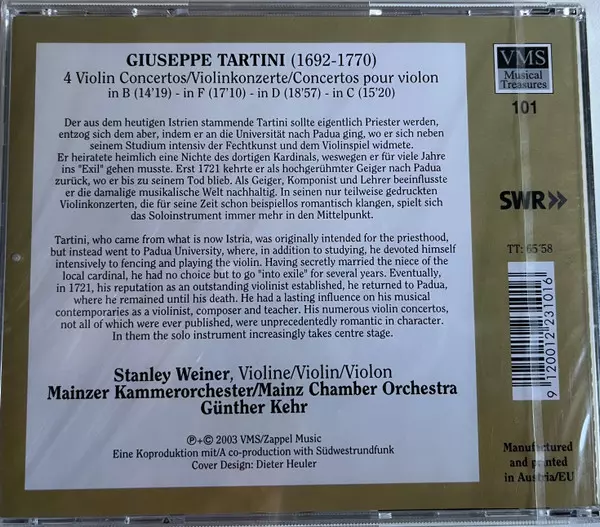 GIUSEPPE TARTINI (1692-1770)
4 Violin Concertos/Violinkonzerte/Concertos pour violon
in B (14'19) - in F (17'10) - in D (18'57) - in C (15'20)
Der aus dem heutigen Istrien stammende Tartini sollte eigentlich Priester werden,
entzog sich dem aber, indem er an die Universität nach Padua ging, wo er sich neben
seinem Studium intensiv der Fechtkunst und dem Violinspiel widmete.
Er heiratete heimlich eine Nichte des dortigen Kardinals, weswegen er für viele Jahre
ins "Exil" gehen musste. Erst 1721 kehrte er als hochgerühmter Geiger nach Padua
zurück, wo er bis zu seinem Tod blieb. Als Geiger, Komponist und Lehrer beeinflusste
er die damalige musikalische Welt nachhaltig. In seinen nur teilweise gedruckten
Violinkonzerten, die für seine Zeit schon beispiellos romantisch klangen, spielt sich
das Soloinstrument immer mehr in den Mittelpunkt.
Tartini, who came from what is now Istria, was originally intended for the priesthood,
but instead went to Padua University, where, in addition to studying, he devoted himself
intensively to fencing and playing the violin. Having secretly married the niece of the
local cardinal, he had no choice but to go "into exile" for several years. Eventually,
in 1721, his reputation as an outstanding violinist established, he returned to Padua,
where he remained until his death. He had a lasting influence on his musical
contemporaries as a violinist, composer and teacher. His numerous violin concertos,
not all of which were ever published, were unprecedentedly romantic in character.
In them the solo instrument increasingly takes centre stage.
Stanley Weiner, Violine/Violin/Violon
Mainzer Kammerorchester/Mainz Chamber Orchestra
Günther Kehr
℗+© 2003 VMS/Zappel Music
Eine Koproduktion mit/A co-production with Südwestrundfunk
Cover Design: Dieter Heuler
VMS
Musical
Treasures
101
SWR
TT: 65'58
9 120012 231016
Manufactured
and printed
in Austria/EU